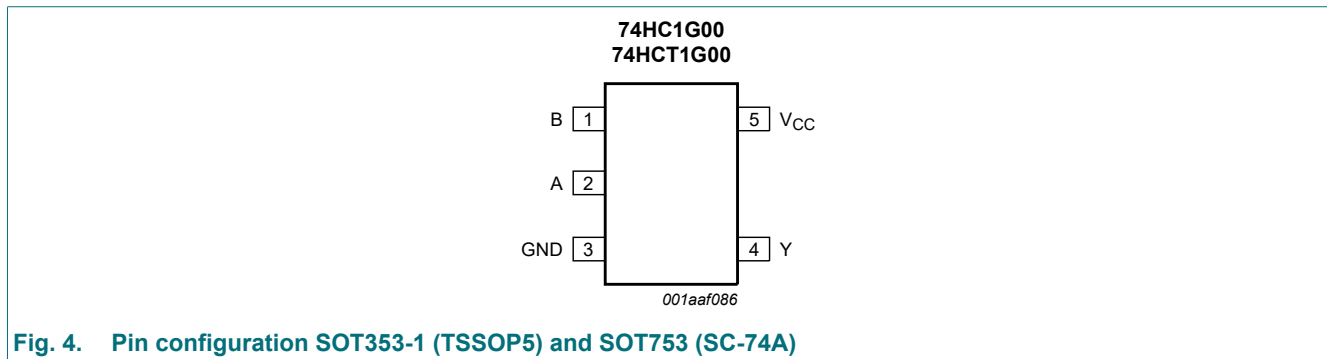 74HC1G00
74HCT1G00
B 1
5 VCC
A 2
GND 3
4 Y
001aaf086
Fig. 4. Pin configuration SOT353-1 (TSSOP5) and SOT753 (SC-74A)